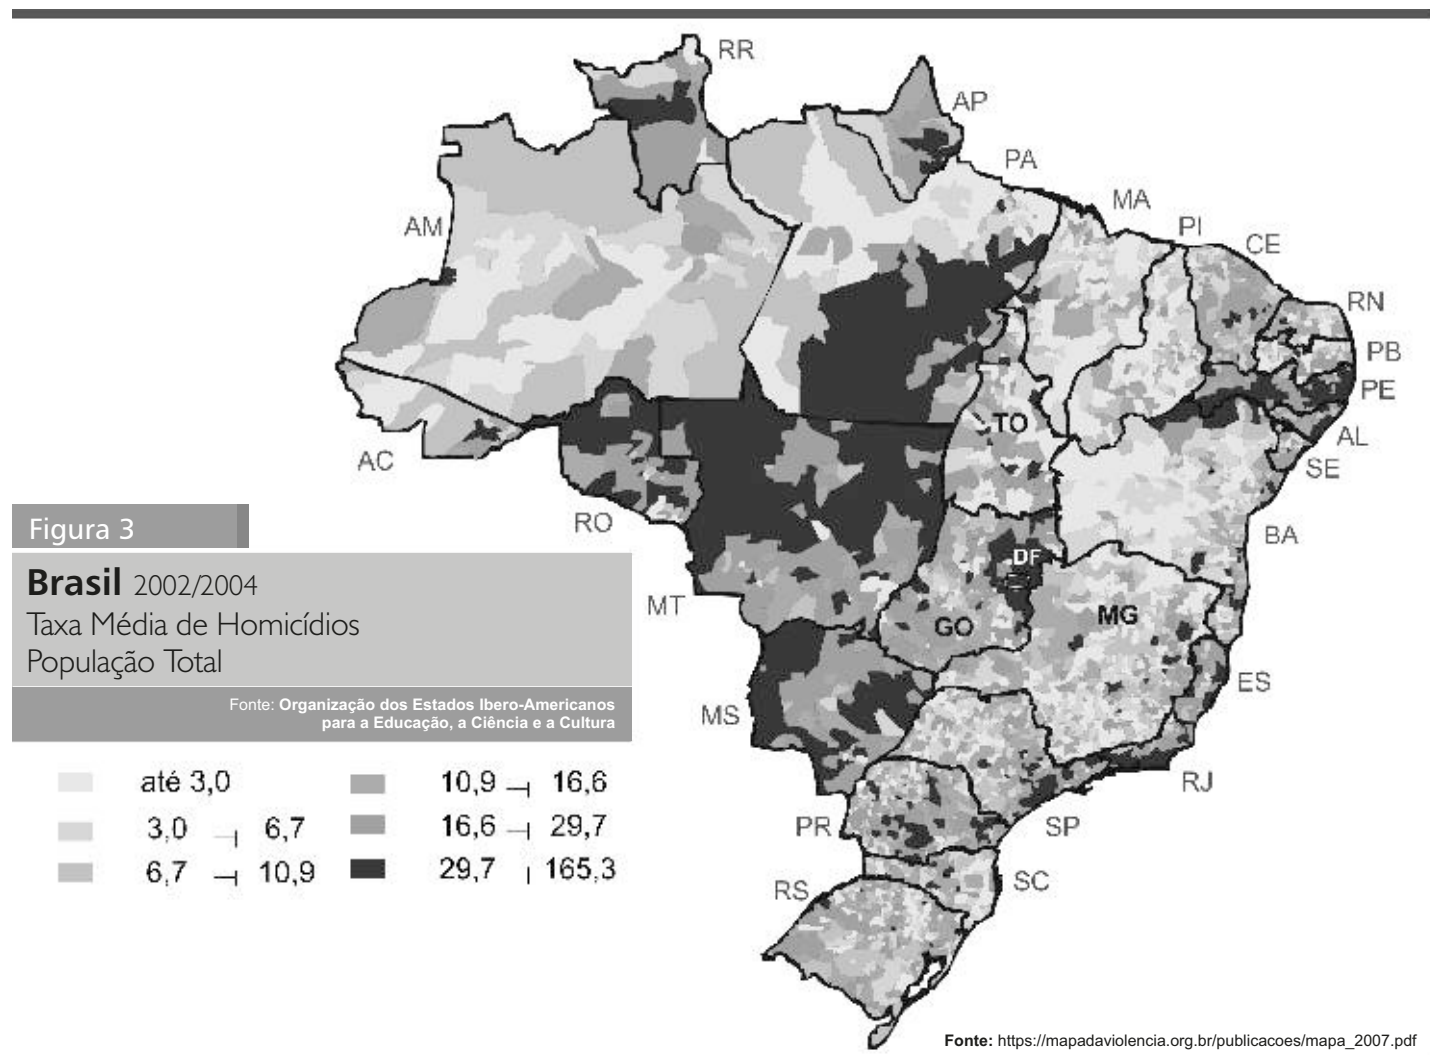 RR
AP
PA
MA
AM
PI
CE
RN
PB
PE
TO
AL
AC
SE
RO
BA
DF
MT
GO
MG
ES
MS
RJ
PR
SP
RS
SC
Figura 3
Brasil 2002/2004
Taxa Média de Homicídios
População Total
Fonte: Organização dos Estados Ibero-Americanos
para a Educação, a Ciência e a Cultura
até 3,0
3,0 ⊣ 6,7
6,7 ⊣ 10,9
10,9 ⊣ 16,6
16,6 ⊣ 29,7
29,7 ⊣ 165,3
Fonte: https://mapadaviolencia.org.br/publicacoes/mapa_2007.pdf